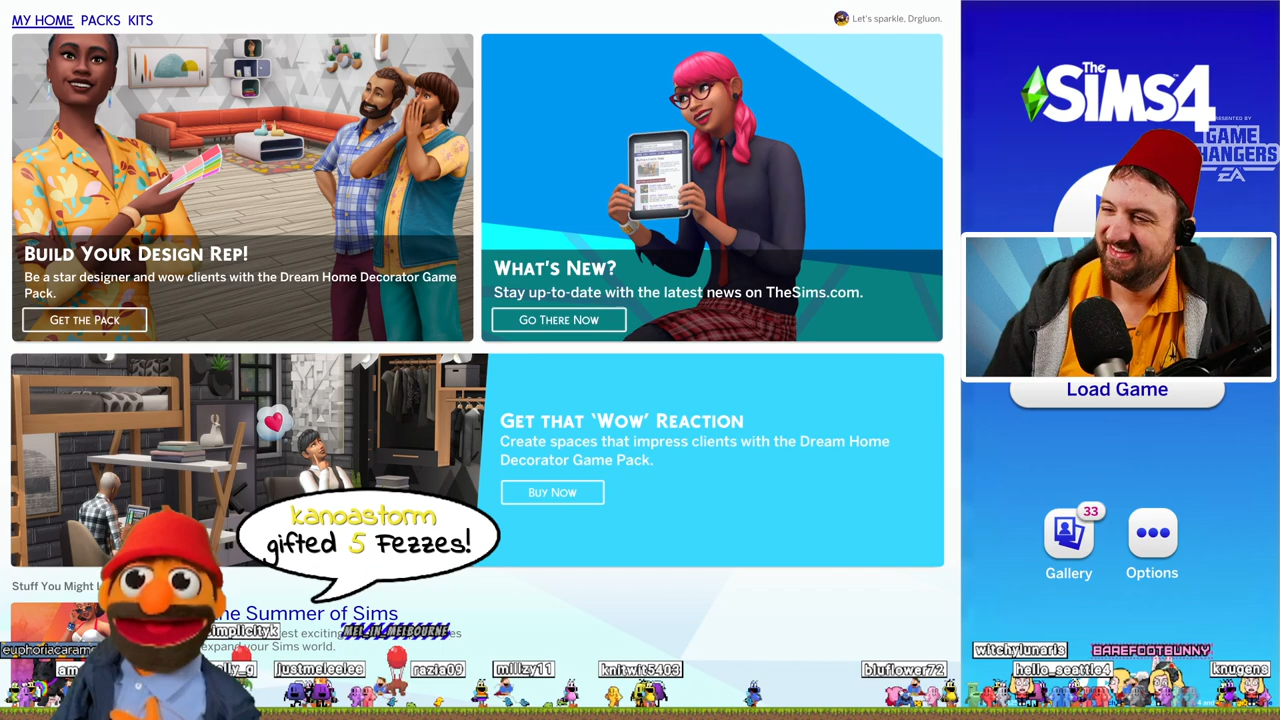 MY HOME PACKS KITS
Let's sparkle, Drgluon.
BUILD YOUR DESIGN REP!
Be a star designer and wow clients with the Dream Home Decorator Game
Pack.
GET THE PACK
WHAT'S NEW?
Stay up-to-date with the latest news on TheSims.com.
GO THERE NOW
GET THAT 'WOW' REACTION
Create spaces that impress clients with the Dream Home
Decorator Game Pack.
BUY NOW
kanoastorm
gifted 5 Fezzes!
Stuff You Might
Summer of Sims
expand your Sims world.
The
SIMS4
PRESENTED BY
GAME
CHANGERS
EA
Load Game
33
Gallery
Options
simplicityk
MEL_IN_MELBOURNE
euphoriacarame
justmeleelee
razia09
millzy11
knitwit5403
bluflower72
witchylunar13
BAREFOOTBUNNY
hello_seattle4
knugens